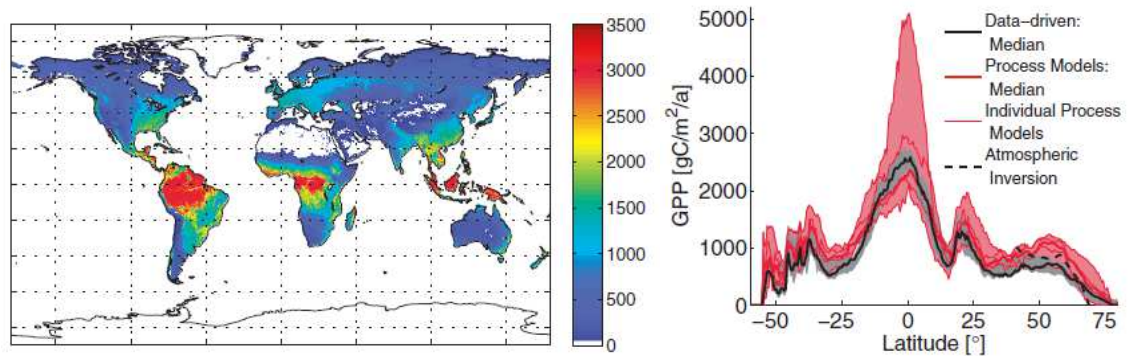 3500
3000
2500
2000
1500
1000
500
0
GPP [gC/m²/a]
5000
4000
3000
2000
1000
0
−50
−25
0
25
50
75
Latitude [°]
Data−driven:
Median
Process Models:
Median
Individual Process
Models
Atmospheric
Inversion